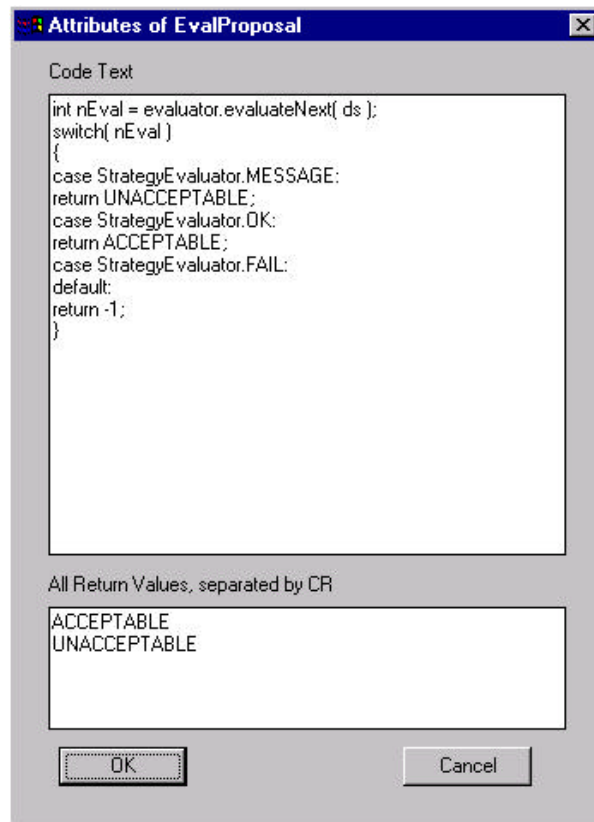 Attributes of EvalProposal
Code Text
int nEval = evaluator.evaluateNext( ds );
switch( nEval )
{
case StrategyEvaluator.MESSAGE:
return UNACCEPTABLE;
case StrategyEvaluator.OK:
return ACCEPTABLE;
case StrategyEvaluator.FAIL:
default:
return -1;
}
All Return Values, separated by CR
ACCEPTABLE
UNACCEPTABLE
OK
Cancel